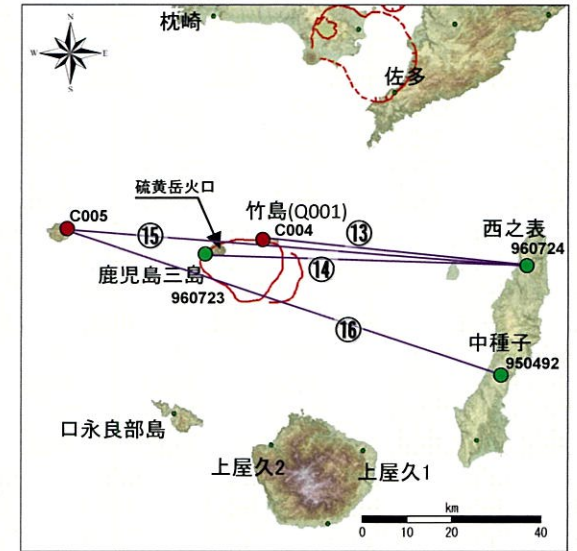 枕崎
N
W
E
S
佐多
硫黄岳火口
竹島(Q001)
C005
C004
⑬
西之表
⑮
960724
鹿児島三島
⑭
960723
⑯
中種子
950492
口永良部島
上屋久2
上屋久1
km
0 10 20 40